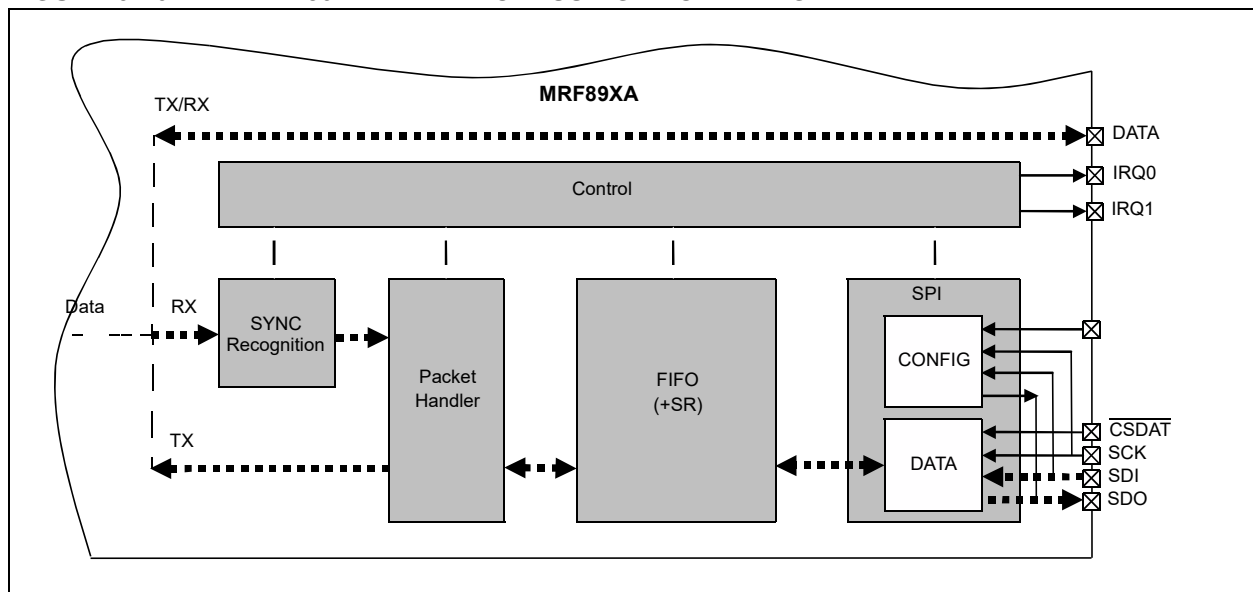 MRF89XA
TX/RX
DATA
IRQ0
Control
IRQ1
Data
RX
SYNC
Recognition
Packet
Handler
FIFO
(+SR)
SPI
CONFIG
DATA
TX
CSDAT
SCK
SDI
SDO